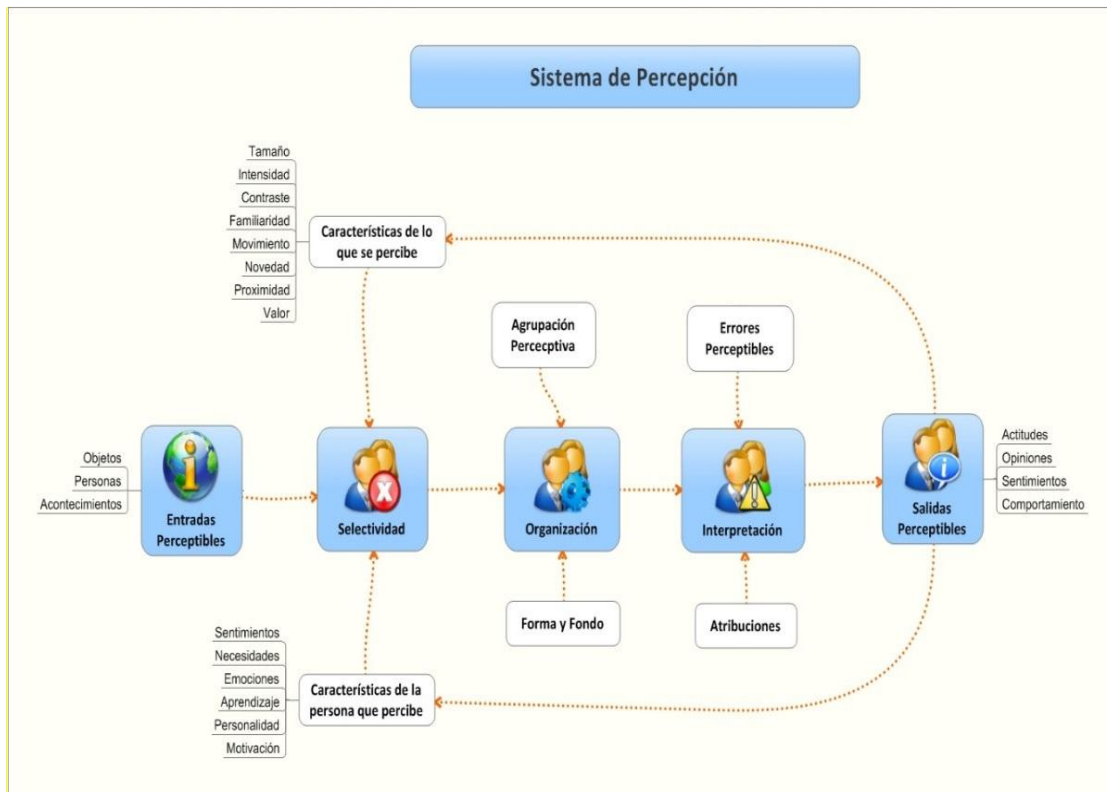 Sistema de Percepción
Tamaño
Intensidad
Contraste
Familiaridad
Movimiento
Novedad
Proximidad
Valor
Características de lo
que se percibe
Agrupación
Percecptiva
Errores
Perceptibles
Objetos
Personas
Acontecimientos
Entradas
Perceptibles
Selectividad
Organización
Interpretación
Salidas
Perceptibles
Actitudes
Opiniones
Sentimientos
Comportamiento
Forma y Fondo
Atribuciones
Sentimientos
Necesidades
Emociones
Aprendizaje
Personalidad
Motivación
Características de la
persona que percibe